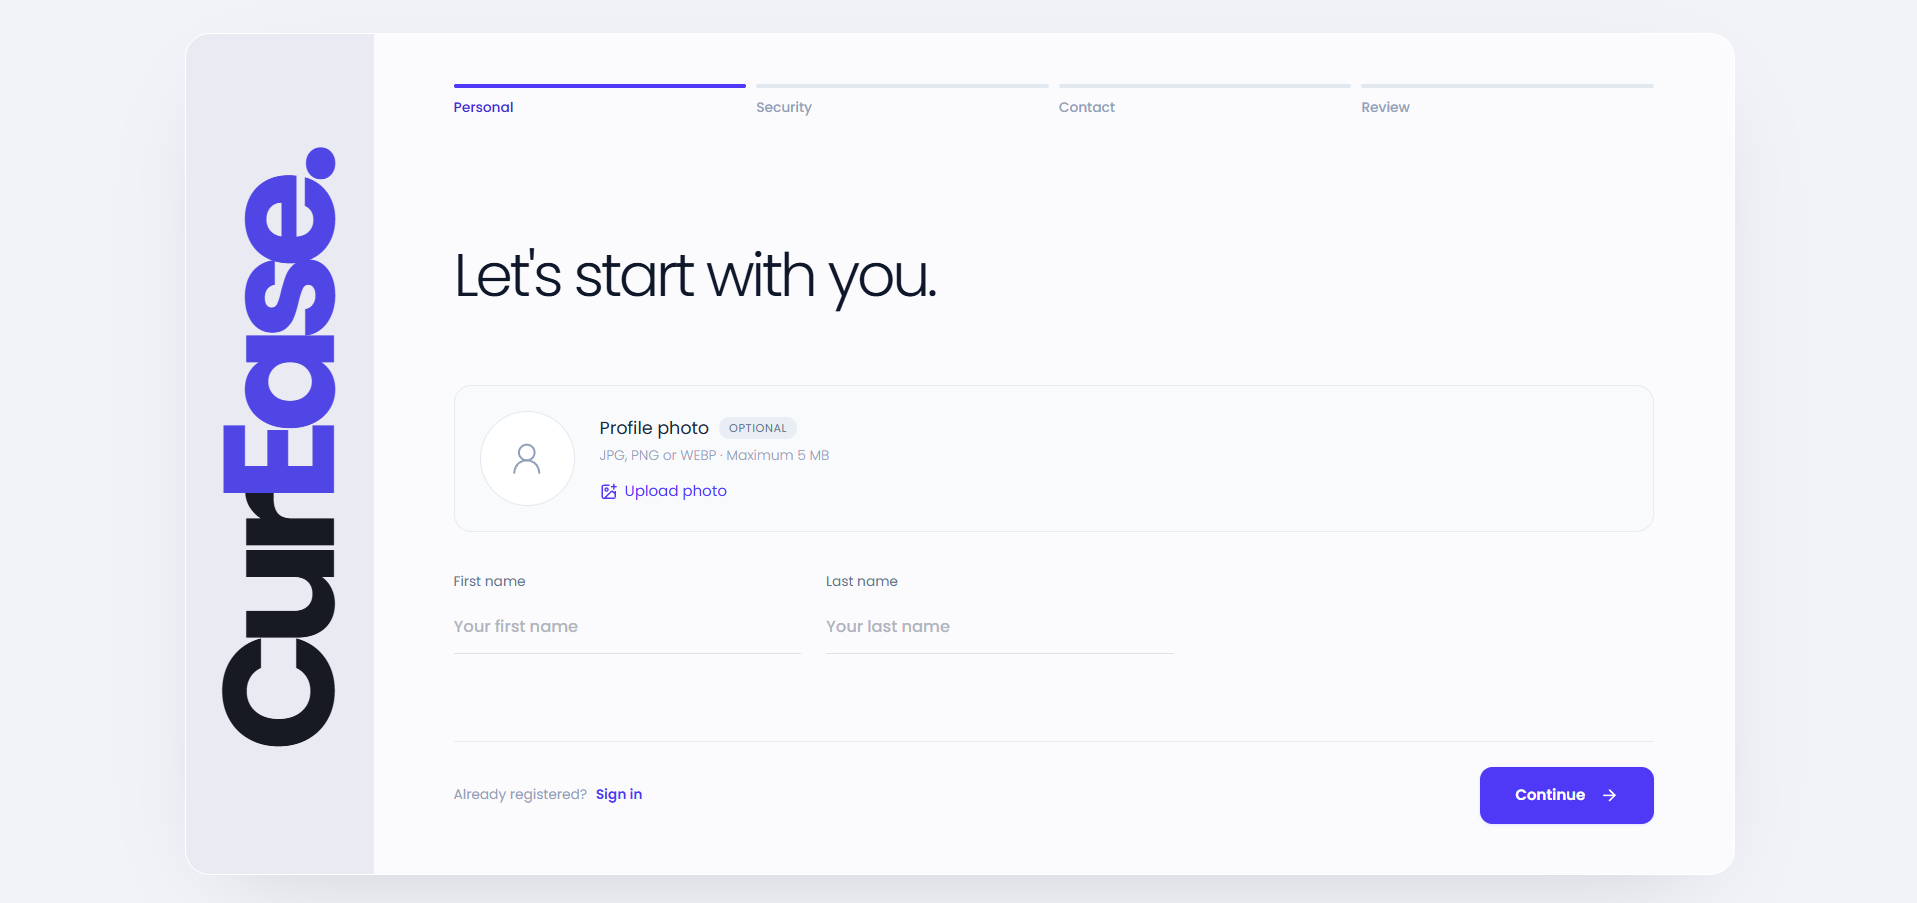 CurEase.
Personal
Security
Contact
Review
Let's start with you.
Profile photo OPTIONAL
JPG, PNG or WEBP · Maximum 5 MB
Upload photo
First name
Last name
Your first name
Your last name
Already registered? Sign in
Continue